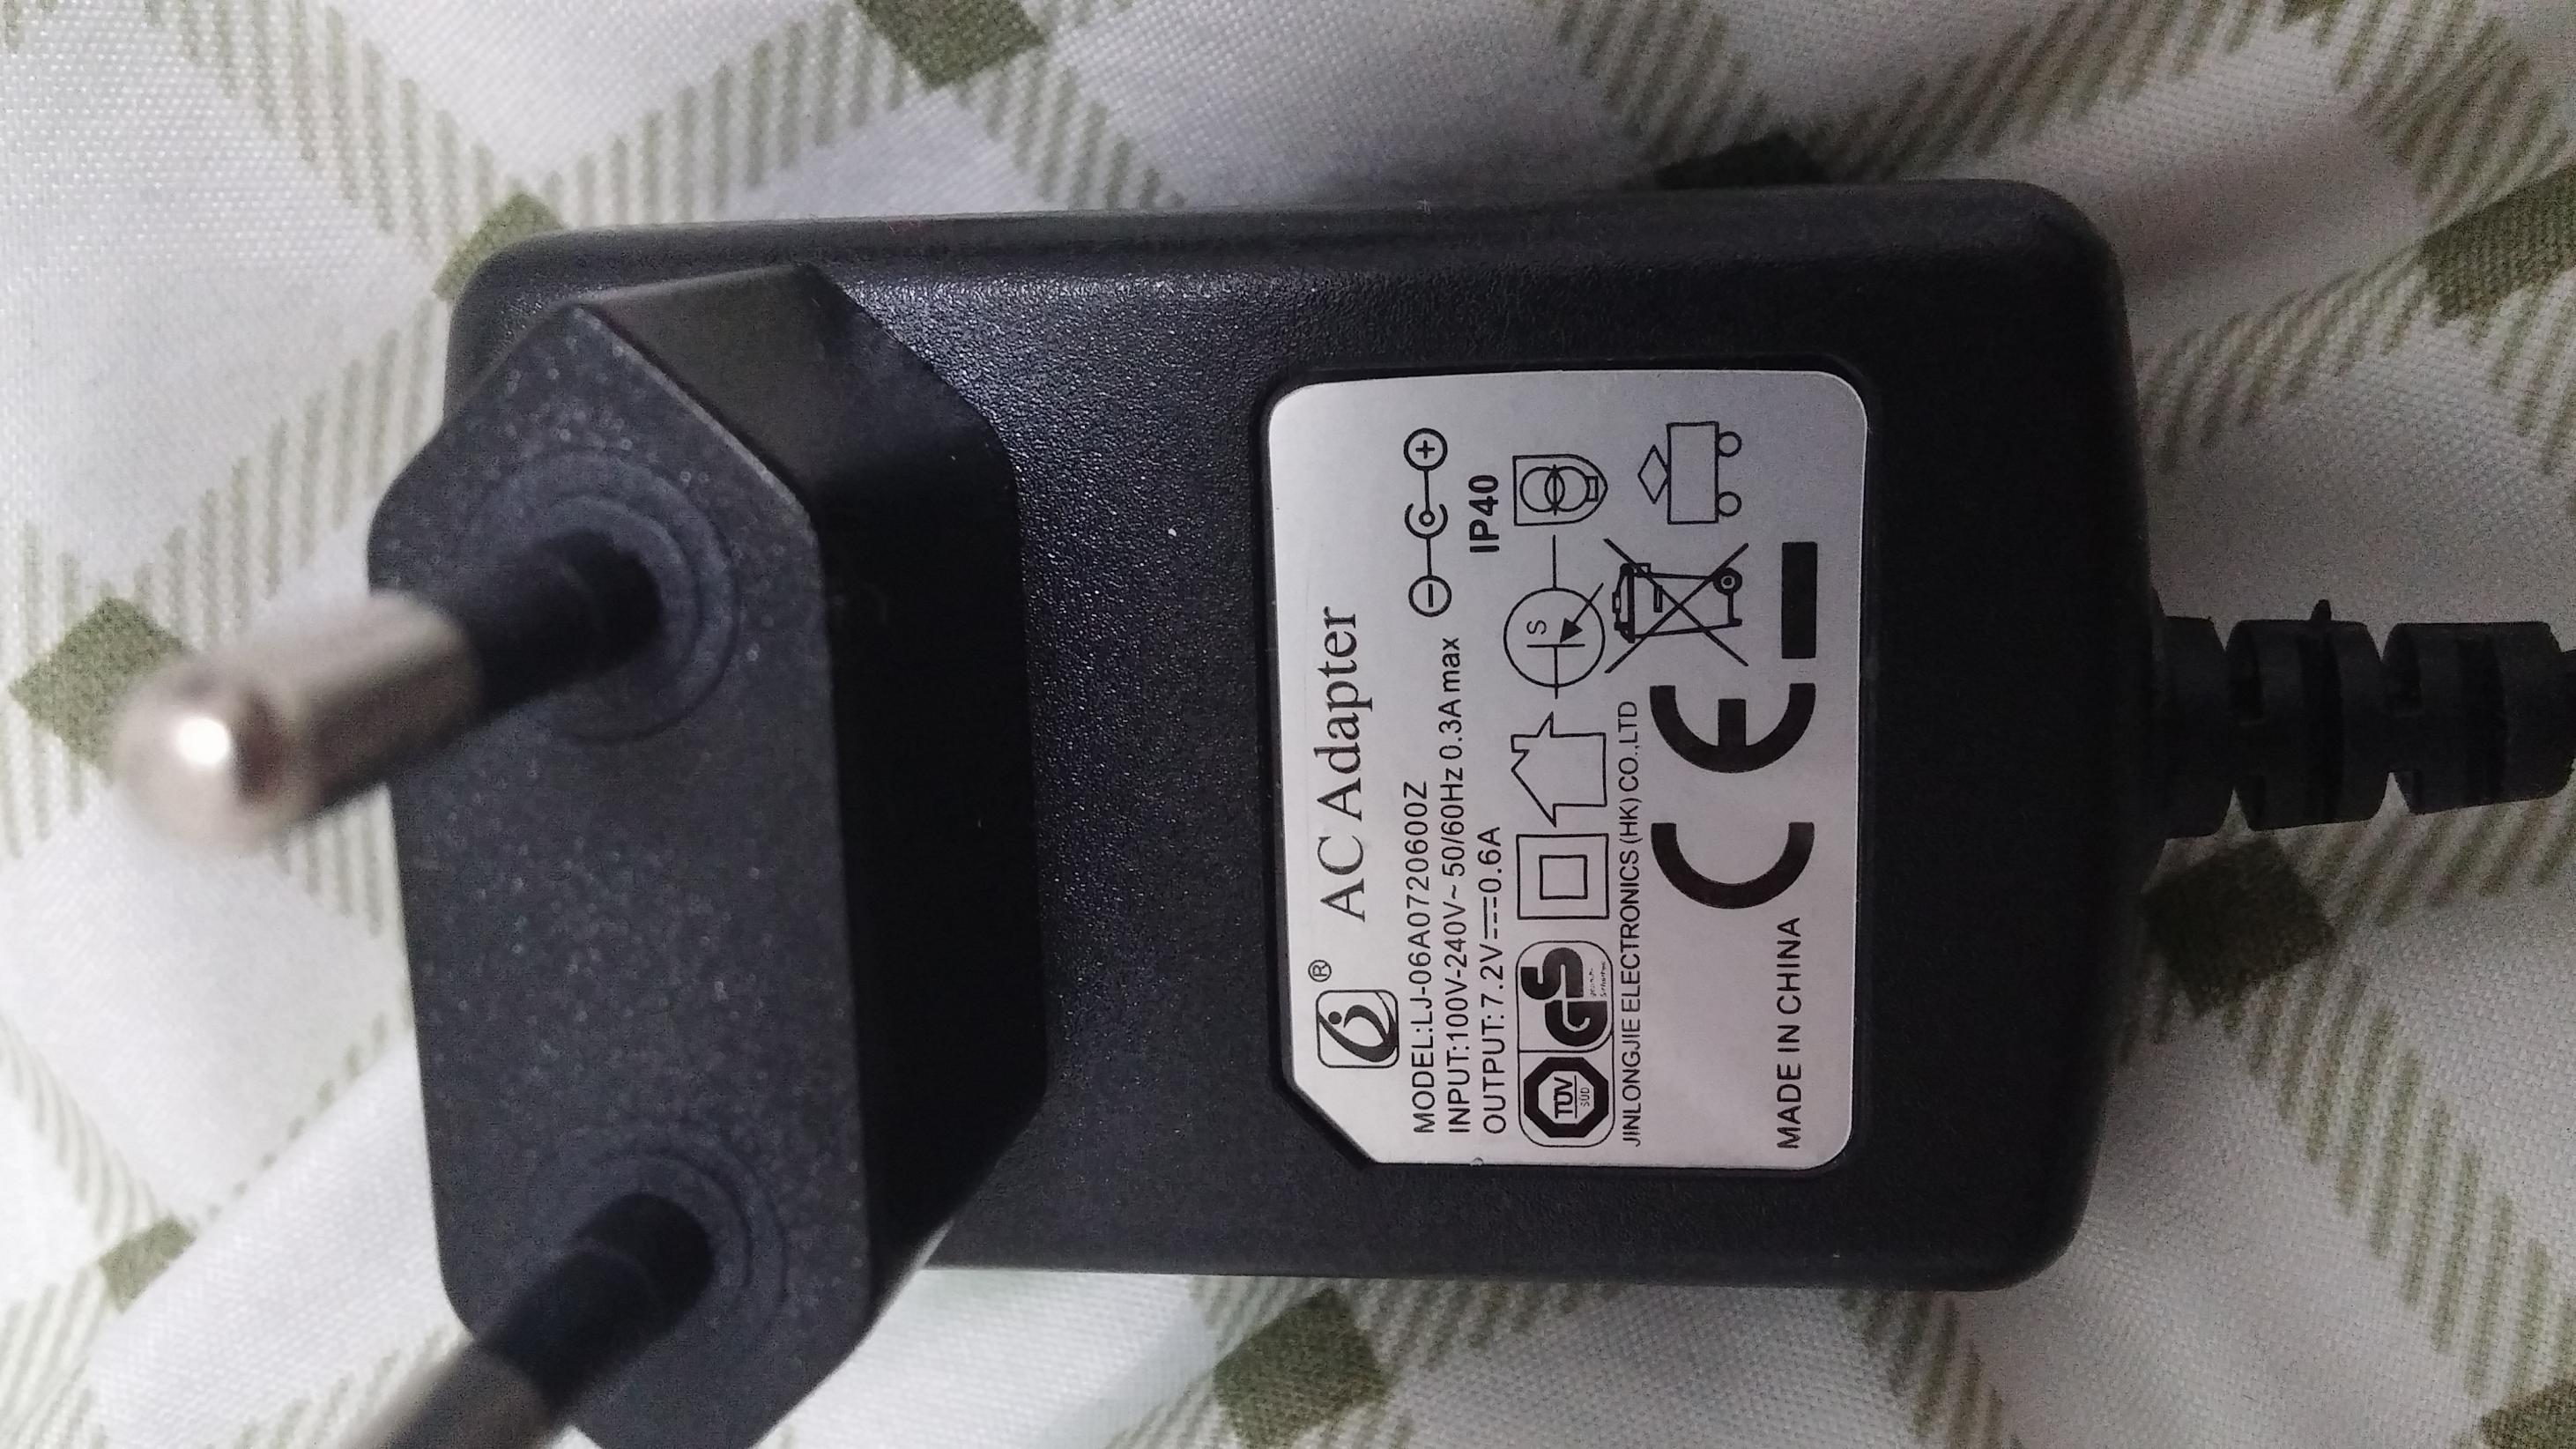 ® AC Adapter
MODEL:LJ-06A0720600Z
INPUT:100V-240V~50/60Hz 0.3A max
OUTPUT:7.2V⎓0.6A
IP40
TÜV
SÜD
GS
S
JINLONGJIE ELECTRONICS (HK) CO.,LTD
CE
MADE IN CHINA